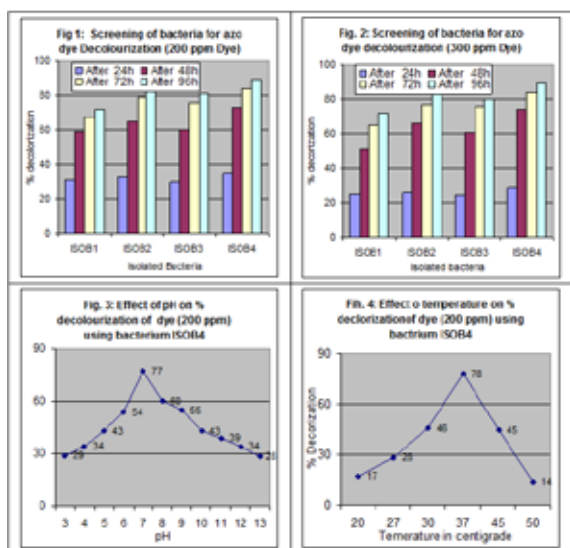 Fig 1: Screening of bacteria for azo
dye Decolourization (200 ppm Dye)
After 24h After 48h
After 72h After 96h
100
80
60
40
20
0
% decolorization
ISOB1 ISOB2 ISOB3 ISOB4
Isolated Bacteria
Fig. 2: Screening of bacteria for azo
dye decolourization (300 ppm Dye)
After 24h After 48h
After 72h After 96h
100
80
60
40
20
0
% decorization
ISOB1 ISOB2 ISOB3 ISOB4
Isolated bacteria
Fig. 3: Effect of pH on %
decolourization of dye (200 ppm)
using bacterium ISOB4
90
60
30
0
29 34 43 54 77 60 55 43 39 34 28
3 4 5 6 7 8 9 10 11 12 13
pH
Fih. 4: Effect o temperature on %
declorizationof dye (200 ppm) using
bactrium ISOB4
90
60
30
0
% Decorization
17 28 46 78 45 14
20 27 30 37 45 50
Temerature in centigrade